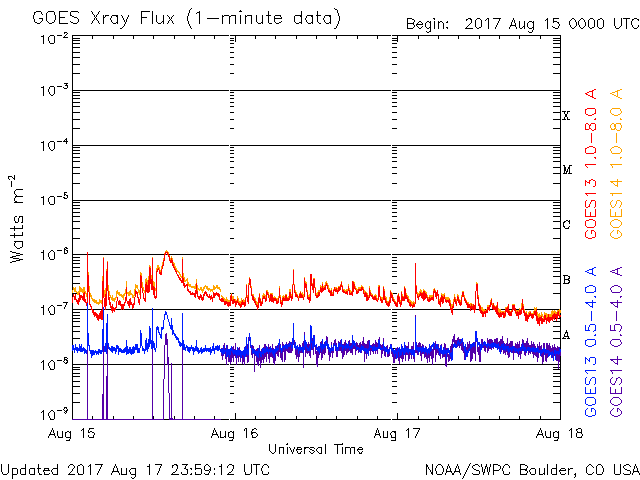 GOES Xray Flux (1-minute data)
Begin: 2017 Aug 15 0000 UTC
10⁻²
10⁻³
10⁻⁴
10⁻⁵
10⁻⁶
10⁻⁷
10⁻⁸
10⁻⁹
Watts m⁻²
X
M
C
B
A
GOES13 1.0-8.0 A
GOES14 1.0-8.0 A
GOES13 0.5-4.0 A
GOES14 0.5-4.0 A
Aug 15
Aug 16
Aug 17
Aug 18
Universal Time
Updated 2017 Aug 17 23:59:12 UTC
NOAA/SWPC Boulder, CO USA